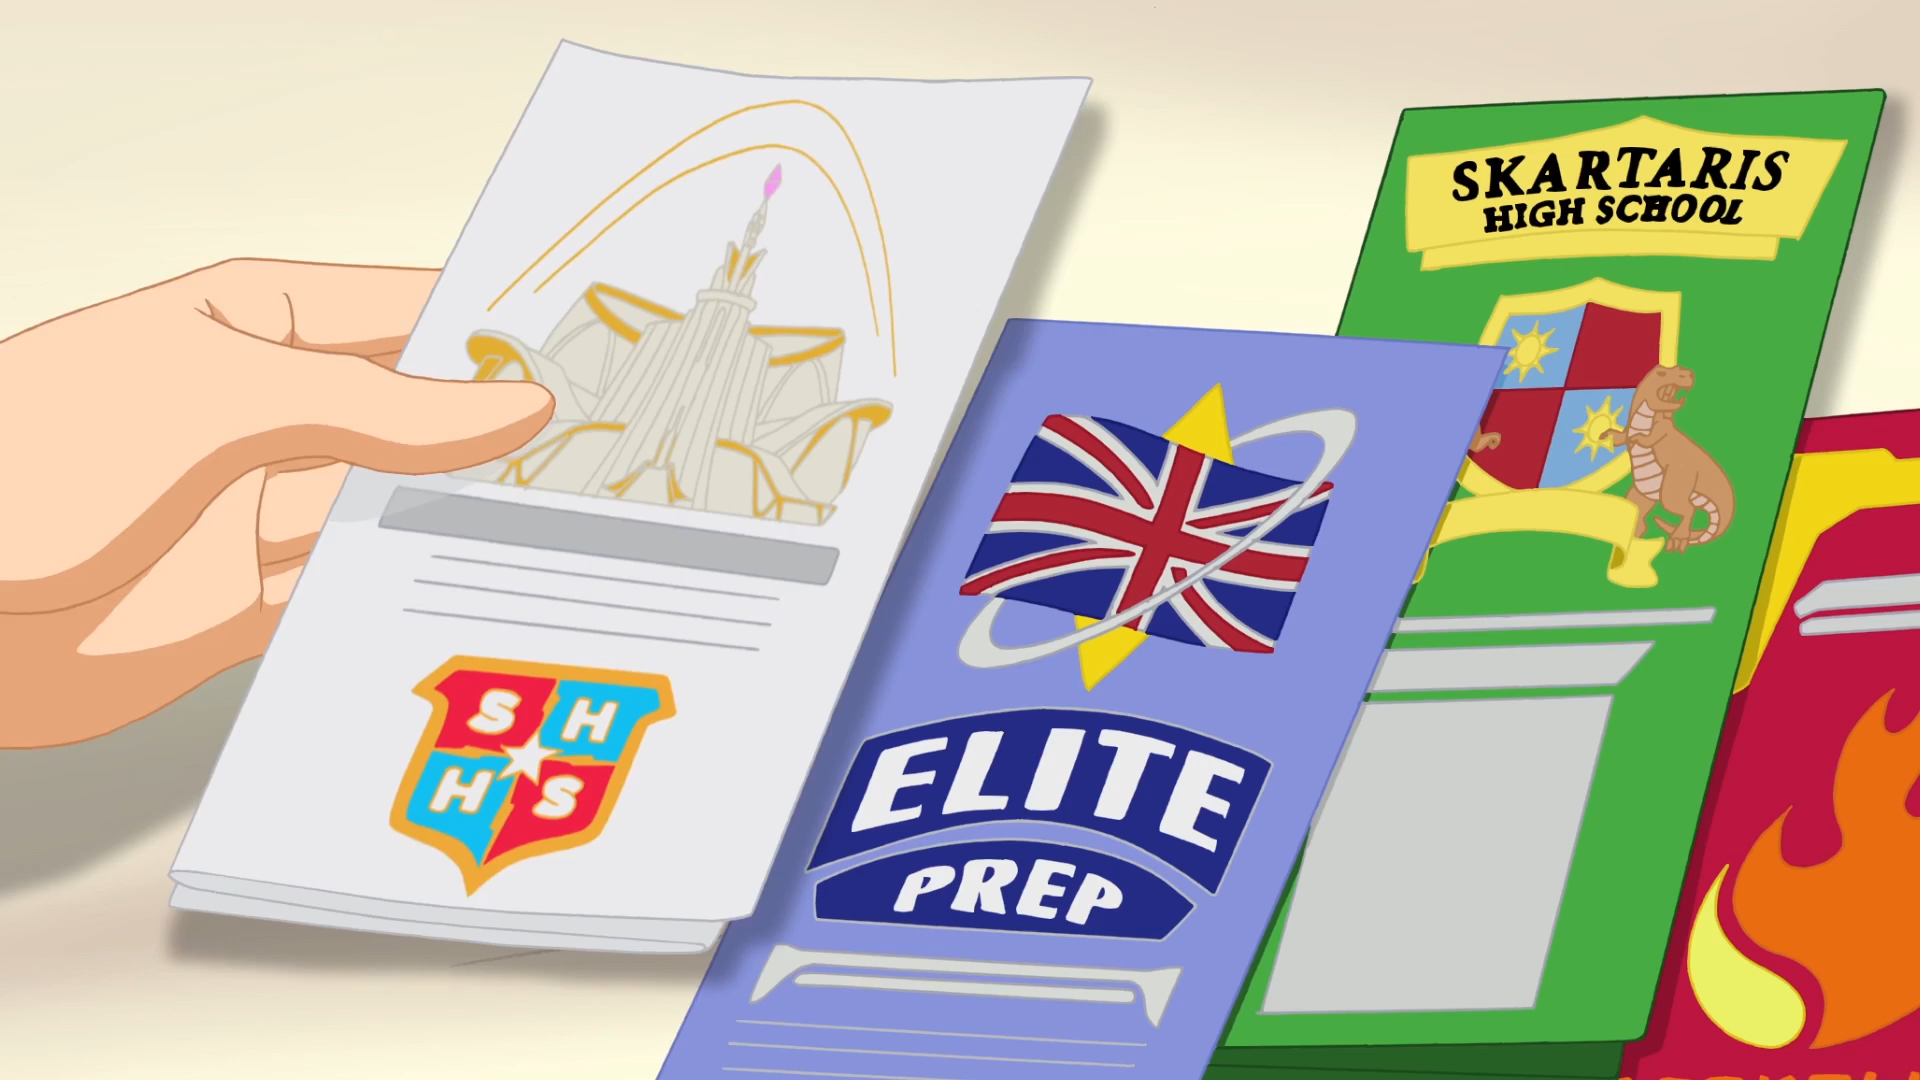 S H
H S
ELITE
PREP
SKARTARIS
HIGH SCHOOL